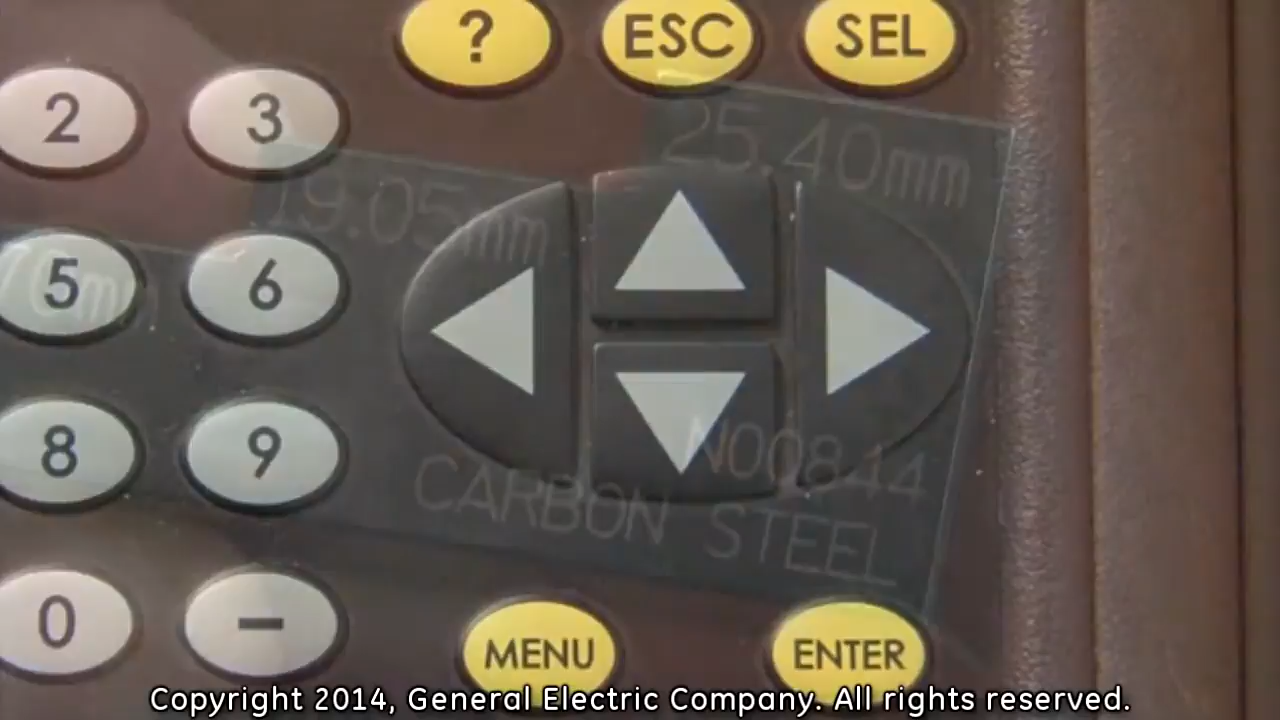 ? ESC SEL
2 3
25.40mm
19.05mm
5 6
8 9
N00844
CARBON STEEL
0 -
MENU ENTER
Copyright 2014, General Electric Company. All rights reserved.